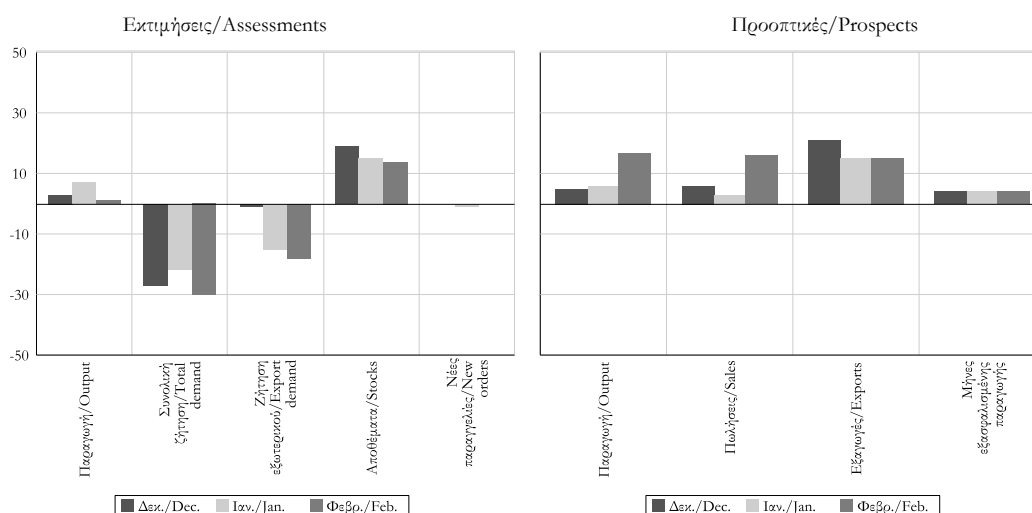 Εκτιμήσεις/Assessments
50
30
10
-10
-30
-50
Παραγωγή/Output
Συνολική
ζήτηση/Total
demand
Ζήτηση
εξωτερικού/Export
demand
Αποθέματα/Stocks
Νέες
παραγγελίες/New
orders
Δεκ./Dec.
Ιαν./Jan.
Φεβρ./Feb.
Προοπτικές/Prospects
Παραγωγή/Output
Πωλήσεις/Sales
Εξαγωγές/Exports
Μήνες
εξασφαλισμένης
παραγωγής
Δεκ./Dec.
Ιαν./Jan.
Φεβρ./Feb.